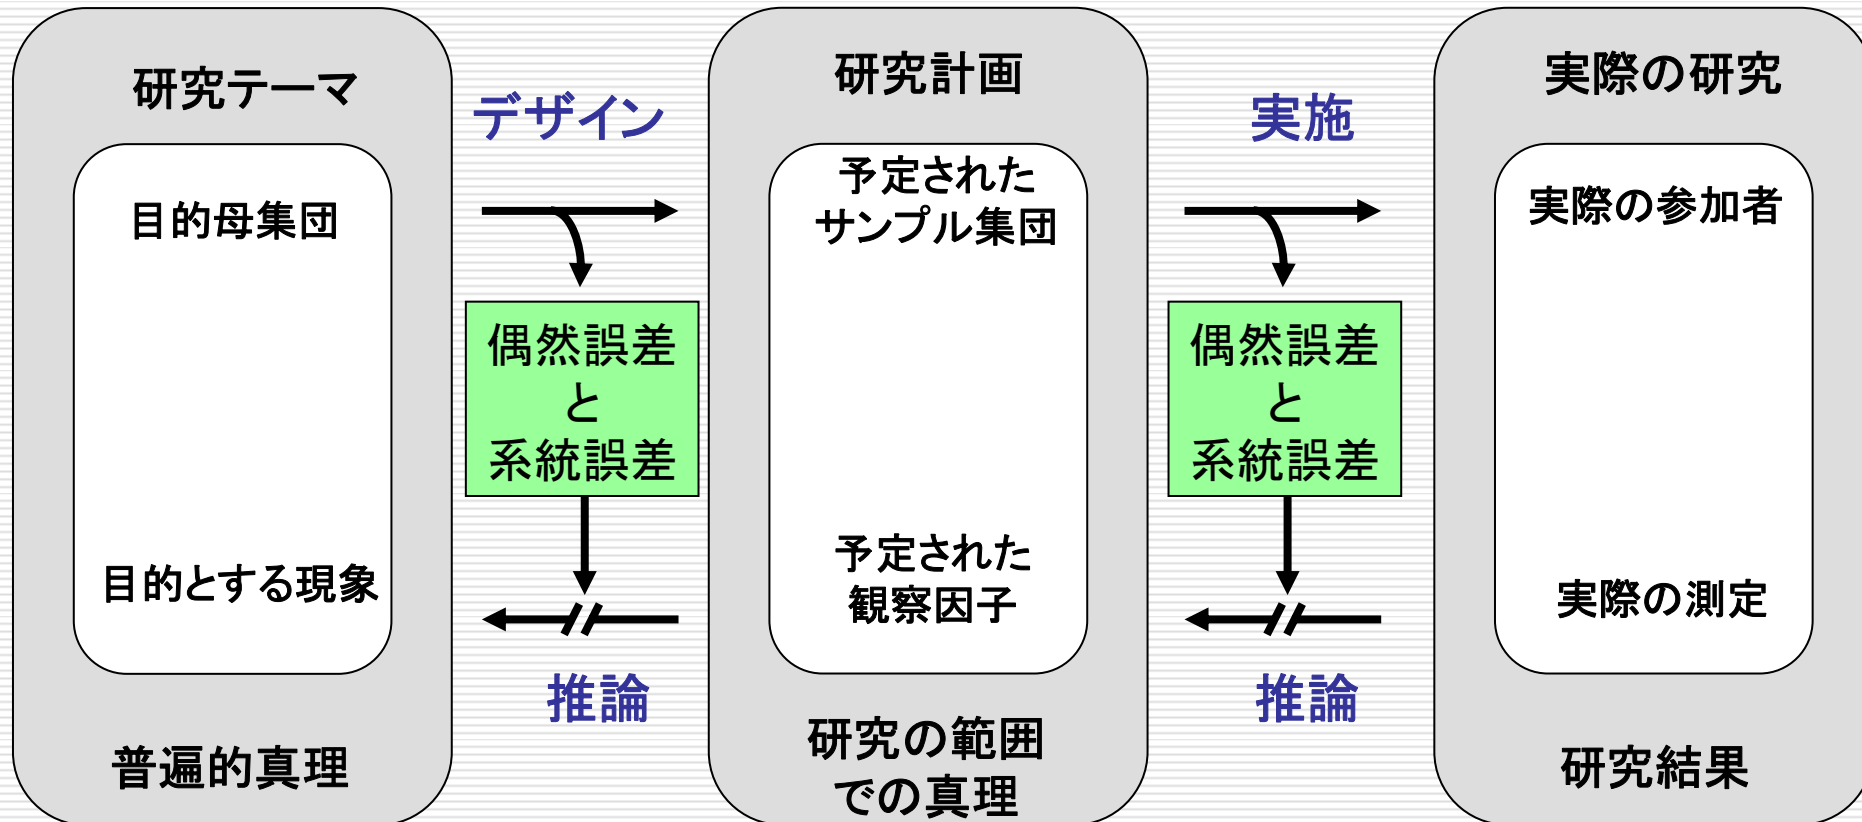 研究テーマ
目的母集団
目的とする現象
普遍的真理
デザイン
偶然誤差
と
系統誤差
推論
研究計画
予定された
サンプル集団
予定された
観察因子
研究の範囲
での真理
実施
偶然誤差
と
系統誤差
推論
実際の研究
実際の参加者
実際の測定
研究結果